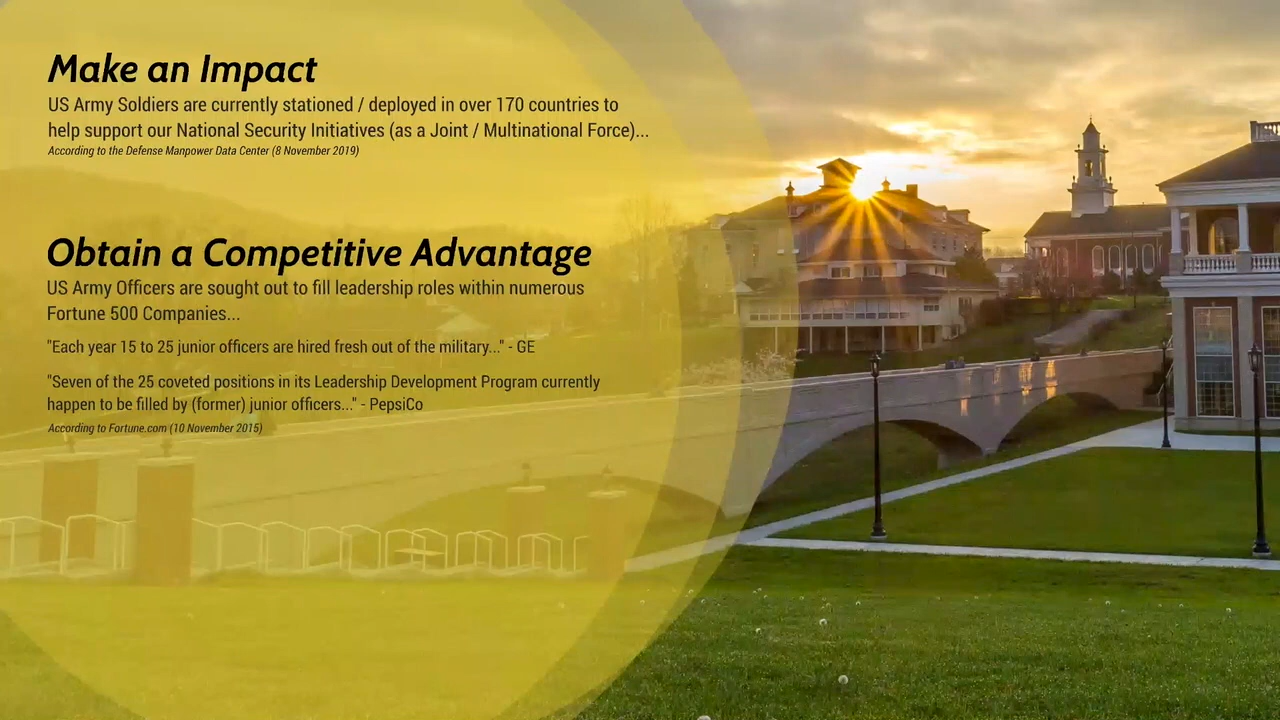 Make an Impact
US Army Soldiers are currently stationed / deployed in over 170 countries to
help support our National Security Initiatives (as a Joint / Multinational Force)...
According to the Defense Manpower Data Center (8 November 2019)
Obtain a Competitive Advantage
US Army Officers are sought out to fill leadership roles within numerous
Fortune 500 Companies...
"Each year 15 to 25 junior officers are hired fresh out of the military..." - GE
"Seven of the 25 coveted positions in its Leadership Development Program currently
happen to be filled by (former) junior officers..." - PepsiCo
According to Fortune.com (10 November 2015)